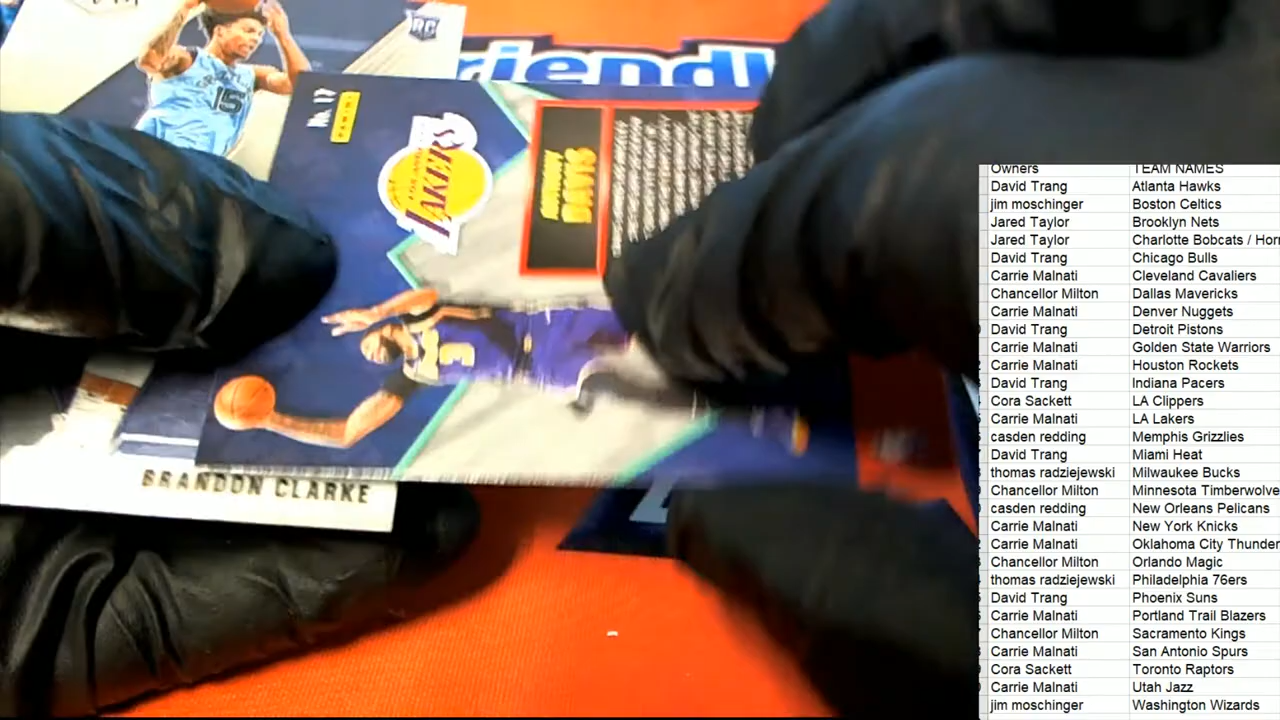 RC
riendl
15
No. 17
PANINI
LOS ANGELES
LAKERS
ANTHONY
DAVIS
3
BRANDON CLARKE
Owners TEAM NAMES
David Trang Atlanta Hawks
jim moschinger Boston Celtics
Jared Taylor Brooklyn Nets
Jared Taylor Charlotte Bobcats / Horn
David Trang Chicago Bulls
Carrie Malnati Cleveland Cavaliers
Chancellor Milton Dallas Mavericks
Carrie Malnati Denver Nuggets
David Trang Detroit Pistons
Carrie Malnati Golden State Warriors
Carrie Malnati Houston Rockets
David Trang Indiana Pacers
Cora Sackett LA Clippers
Carrie Malnati LA Lakers
casden redding Memphis Grizzlies
David Trang Miami Heat
thomas radziejewski Milwaukee Bucks
Chancellor Milton Minnesota Timberwolve
casden redding New Orleans Pelicans
Carrie Malnati New York Knicks
Carrie Malnati Oklahoma City Thunder
Chancellor Milton Orlando Magic
thomas radziejewski Philadelphia 76ers
David Trang Phoenix Suns
Carrie Malnati Portland Trail Blazers
Chancellor Milton Sacramento Kings
Carrie Malnati San Antonio Spurs
Cora Sackett Toronto Raptors
Carrie Malnati Utah Jazz
jim moschinger Washington Wizards